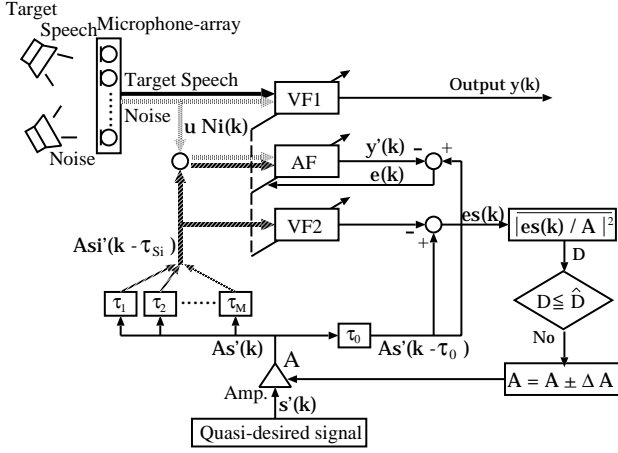 Target
Speech
Microphone-array
Target Speech
Noise
Noise
u Ni(k)
VF1
Output y(k)
AF
y'(k)
e(k)
- +
VF2
- +
es(k)
|es(k) / A |²
D
D ≦ D̂
No
A = A ± Δ A
Asi'(k - τSi )
τ1 τ2 ...... τM
τ0
As'(k)
As'(k - τ0 )
A
Amp.
s'(k)
Quasi-desired signal